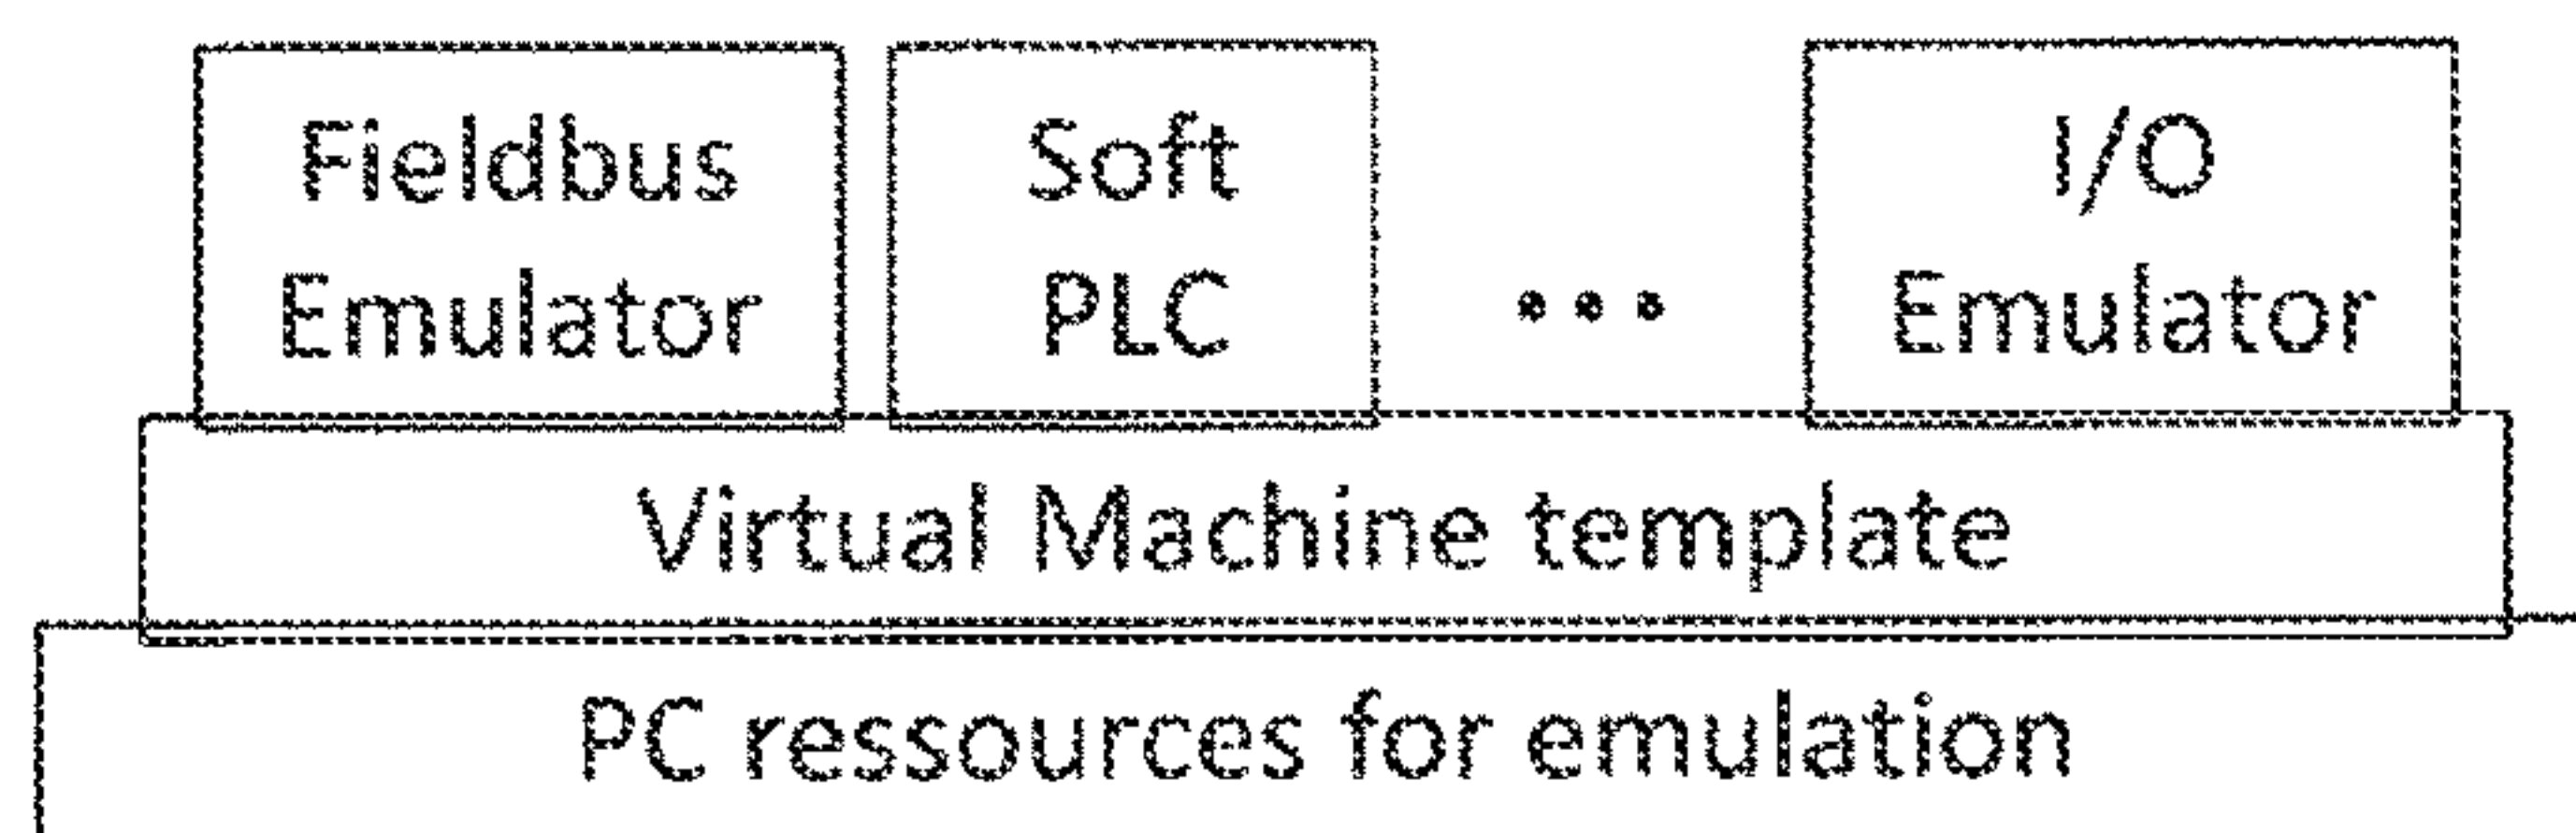 Fieldbus
Emulator
Soft
PLC
...
I/O
Emulator
Virtual Machine template
PC ressources for emulation